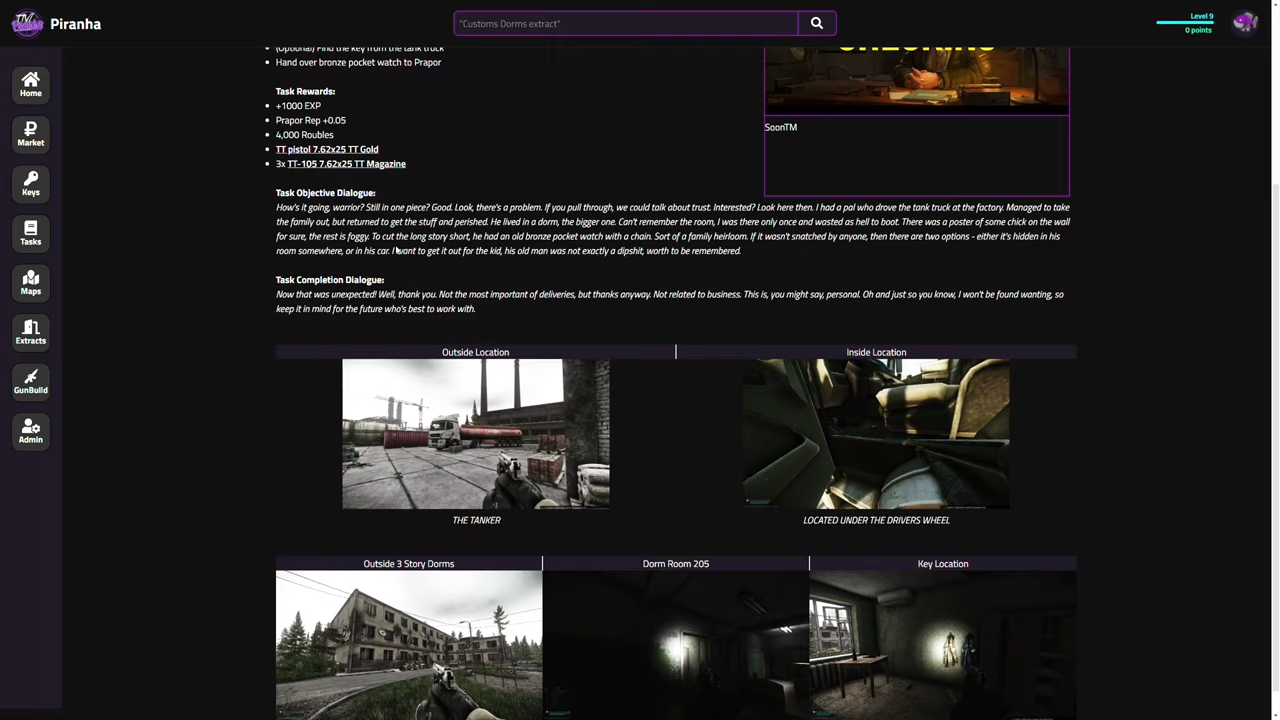 Piranha
"Customs Dorms extract"
Level 9
0 points
Home
Market
Keys
Tasks
Maps
Extracts
GunBuild
Admin
(Optional) Find the key from the tank truck
Hand over bronze pocket watch to Prapor
CHECKING
SoonTM
Task Rewards:
+1000 EXP
Prapor Rep +0.05
4,000 Roubles
TT pistol 7.62x25 TT Gold
3x TT-105 7.62x25 TT Magazine
Task Objective Dialogue:
How's it going, warrior? Still in one piece? Good. Look, there's a problem. If you pull through, we could talk about trust. Interested? Look here then. I had a pal who drove the tank truck at the factory. Managed to take
the family out, but returned to get the stuff and perished. He lived in a dorm, the bigger one. Can't remember the room, I was there only once and wasted as hell to boot. There was a poster of some chick on the wall
for sure, the rest is foggy. To cut the long story short, he had an old bronze pocket watch with a chain. Sort of a family heirloom. If it wasn't snatched by anyone, then there are two options - either it's hidden in his
room somewhere, or in his car. I want to get it out for the kid, his old man was not exactly a dipshit, worth to be remembered.
Task Completion Dialogue:
Now that was unexpected! Well, thank you. Not the most important of deliveries, but thanks anyway. Not related to business. This is, you might say, personal. Oh and just so you know, I won't be found wanting, so
keep it in mind for the future who's best to work with.
Outside Location
Inside Location
THE TANKER
LOCATED UNDER THE DRIVERS WHEEL
Outside 3 Story Dorms
Dorm Room 205
Key Location